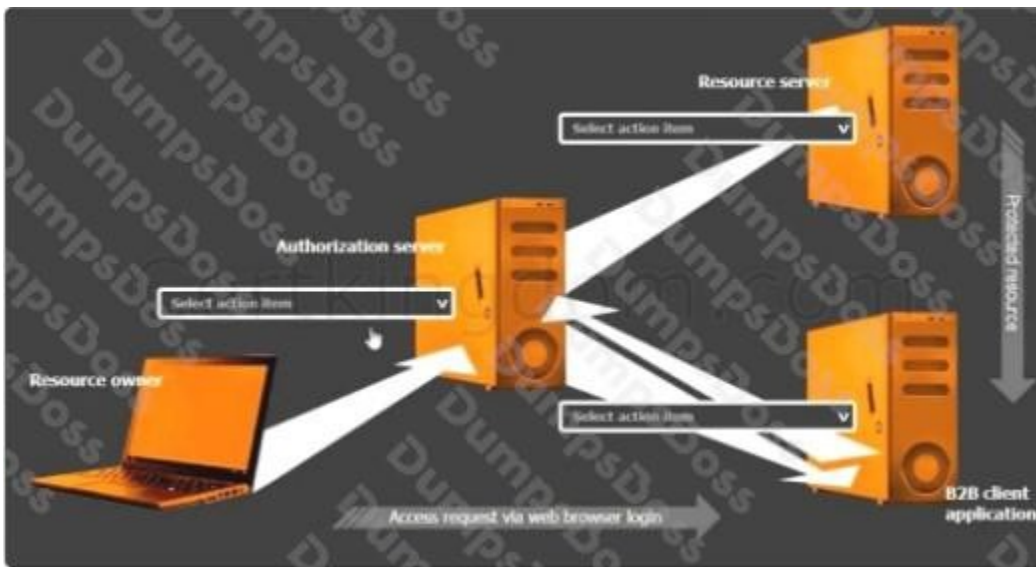 Resource server
Select action item
Authorization server
Select action item
Protected resource
Resource owner
Select action item
B2B client
application
Access request via web browser login
DumpsDoss